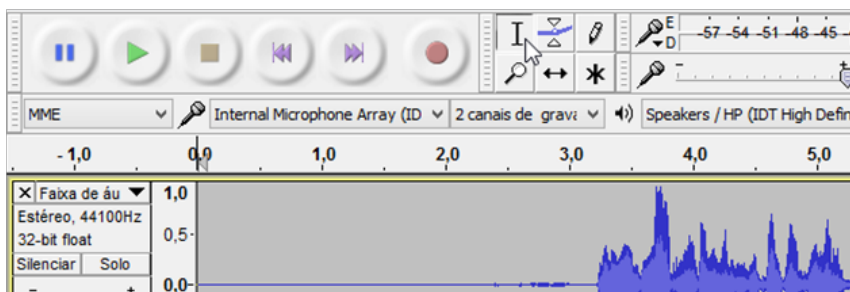 E
D
-57 -54 -51 -48 -45
MME Internal Microphone Array (ID 2 canais de grava Speakers / HP (IDT High Defin
-1,0 0,0 1,0 2,0 3,0 4,0 5,0
Faixa de áu 1,0
Estéreo, 44100Hz
32-bit float 0,5-
Silenciar Solo
0.0-